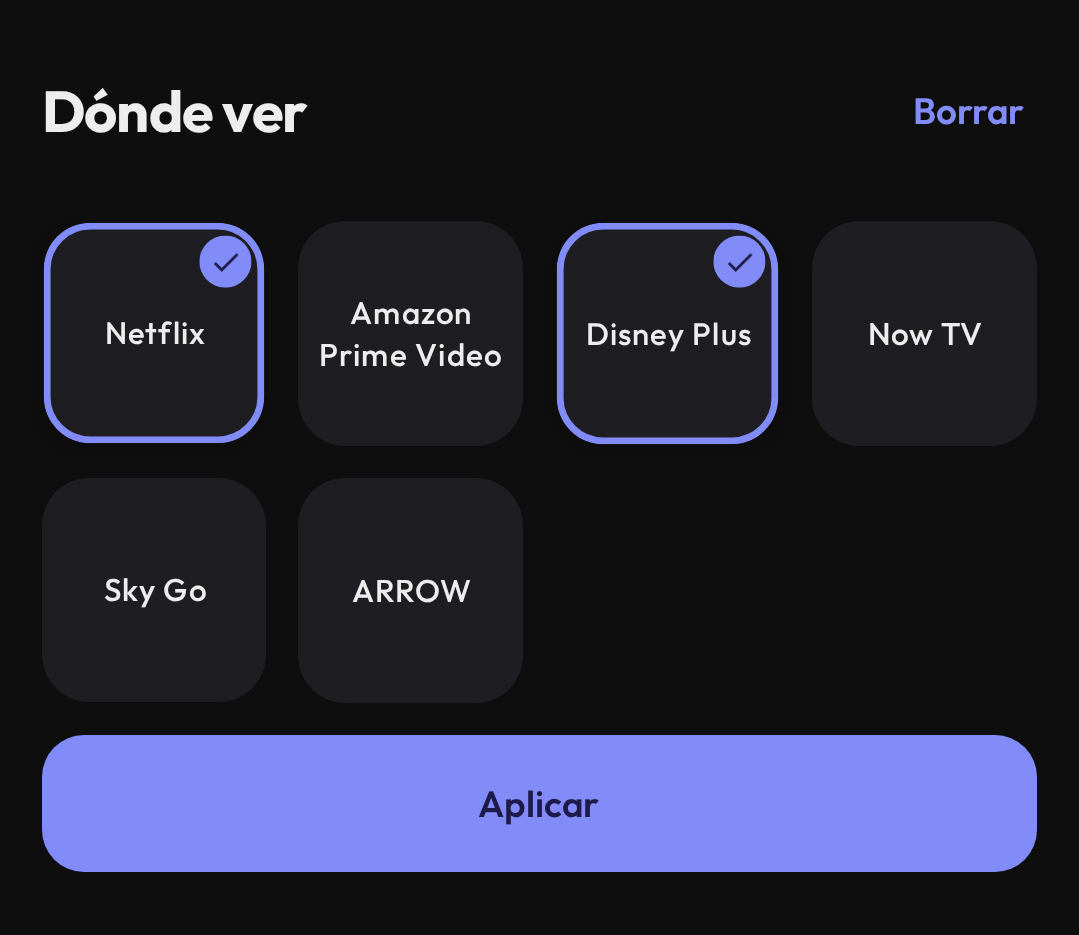 Dónde ver
Borrar
Netflix
Amazon
Prime Video
Disney Plus
Now TV
Sky Go
ARROW
Aplicar